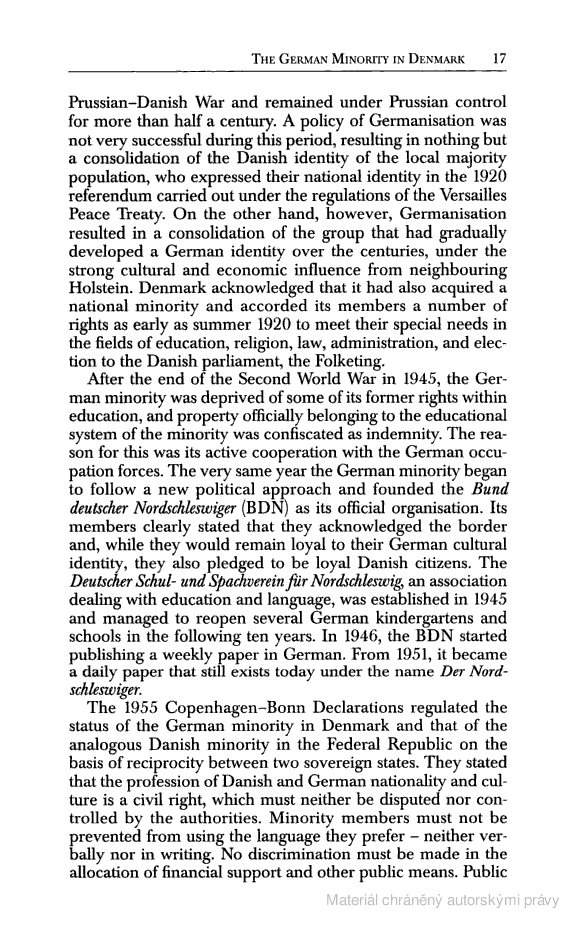 THE GERMAN MINORITY IN DENMARK 17
Prussian–Danish War and remained under Prussian control
for more than half a century. A policy of Germanisation was
not very successful during this period, resulting in nothing but
a consolidation of the Danish identity of the local majority
population, who expressed their national identity in the 1920
referendum carried out under the regulations of the Versailles
Peace Treaty. On the other hand, however, Germanisation
resulted in a consolidation of the group that had gradually
developed a German identity over the centuries, under the
strong cultural and economic influence from neighbouring
Holstein. Denmark acknowledged that it had also acquired a
national minority and accorded its members a number of
rights as early as summer 1920 to meet their special needs in
the fields of education, religion, law, administration, and elec-
tion to the Danish parliament, the Folketing.
After the end of the Second World War in 1945, the Ger-
man minority was deprived of some of its former rights within
education, and property officially belonging to the educational
system of the minority was confiscated as indemnity. The rea-
son for this was its active cooperation with the German occu-
pation forces. The very same year the German minority began
to follow a new political approach and founded the Bund
deutscher Nordschleswiger (BDN) as its official organisation. Its
members clearly stated that they acknowledged the border
and, while they would remain loyal to their German cultural
identity, they also pledged to be loyal Danish citizens. The
Deutscher Schul- und Spachverein für Nordschleswig, an association
dealing with education and language, was established in 1945
and managed to reopen several German kindergartens and
schools in the following ten years. In 1946, the BDN started
publishing a weekly paper in German. From 1951, it became
a daily paper that still exists today under the name Der Nord-
schleswiger.
The 1955 Copenhagen–Bonn Declarations regulated the
status of the German minority in Denmark and that of the
analogous Danish minority in the Federal Republic on the
basis of reciprocity between two sovereign states. They stated
that the profession of Danish and German nationality and cul-
ture is a civil right, which must neither be disputed nor con-
trolled by the authorities. Minority members must not be
prevented from using the language they prefer – neither ver-
bally nor in writing. No discrimination must be made in the
allocation of financial support and other public means. Public
Materiál chráněný autorskými právy